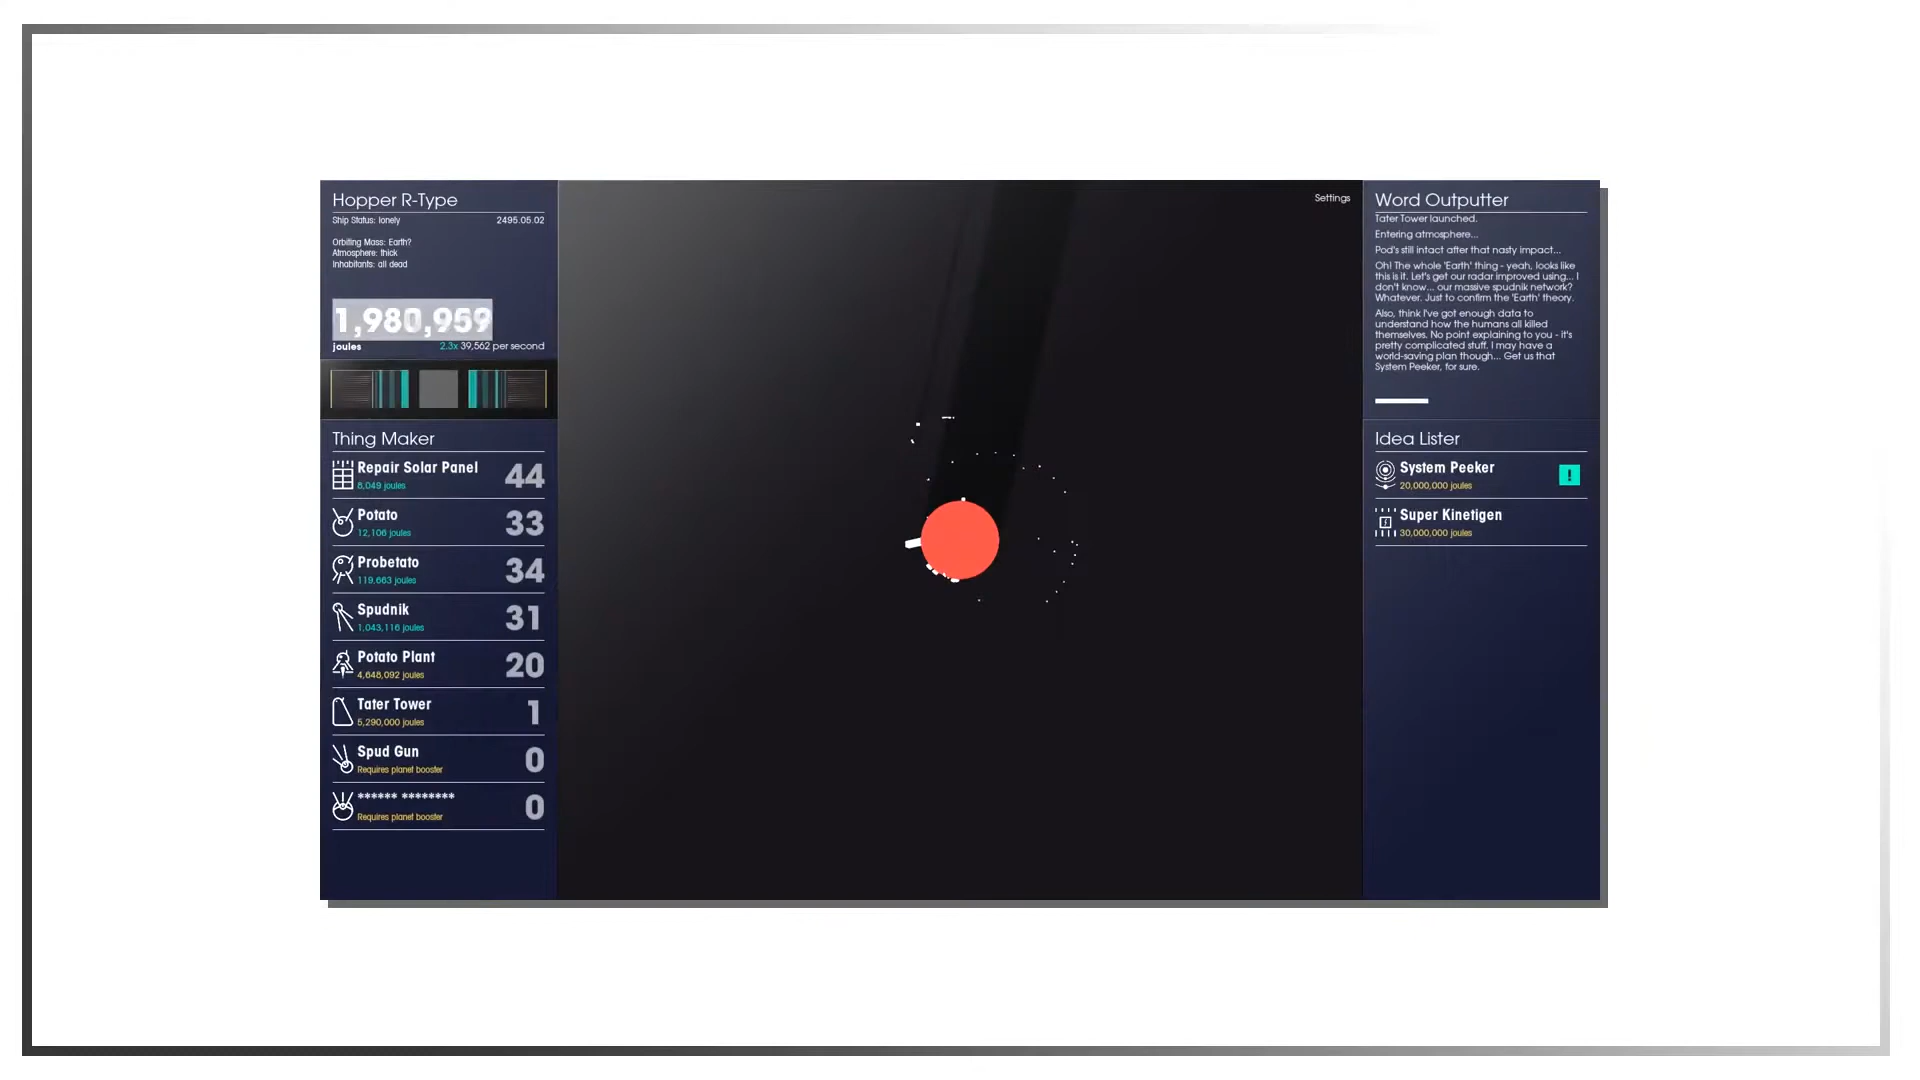 Hopper R-Type
Ship Status: lonely 2495.05.02
Orbiting Mass: Earth?
Atmosphere: thick
Inhabitants: all dead
1,980,959
joules 2.3x 39,562 per second
Thing Maker
Repair Solar Panel 44
8,049 joules
Potato 33
12,106 joules
Probetato 34
119,663 joules
Spudnik 31
1,043,116 joules
Potato Plant 20
4,648,092 joules
Tater Tower 1
5,290,000 joules
Spud Gun 0
Requires planet booster
****** ******** 0
Requires planet booster
Settings
Word Outputter
Tater Tower launched.
Entering atmosphere...
Pod's still intact after that nasty impact...
Oh! The whole 'Earth' thing - yeah, looks like
this is it. Let's get our radar improved using... I
don't know... our massive spudnik network?
Whatever. Just to confirm the 'Earth' theory.
Also, think I've got enough data to
understand how the humans all killed
themselves. No point explaining to you - it's
pretty complicated stuff. I may have a
world-saving plan though... Get us that
System Peeker, for sure.
Idea Lister
System Peeker !
20,000,000 joules
Super Kinetigen
30,000,000 joules